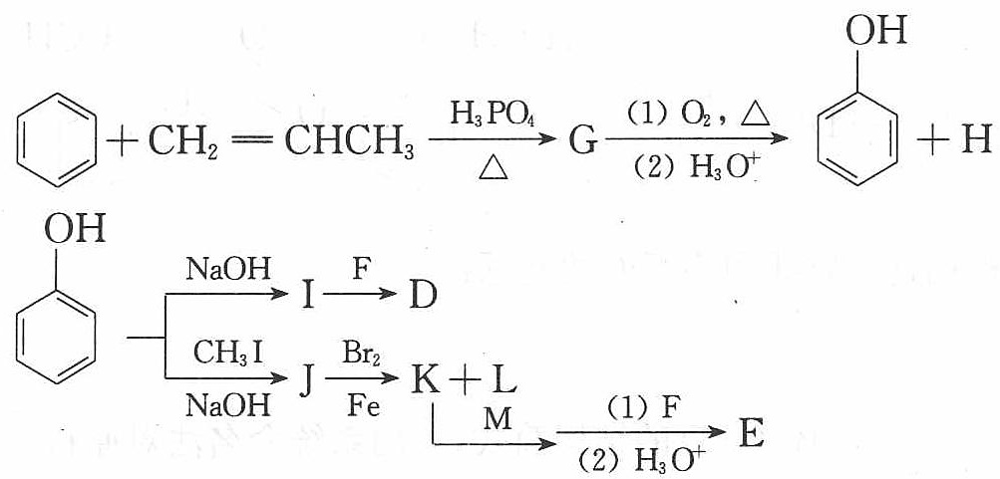 OH
H₃PO₄ (1) O₂, △
+ CH₂=CHCH₃ → G → + H
△ (2) H₃O⁺
OH
NaOH F
→ I → D
CH₃I Br₂
→ J → K + L
NaOH Fe M (1) F
→ → E
(2) H₃O⁺